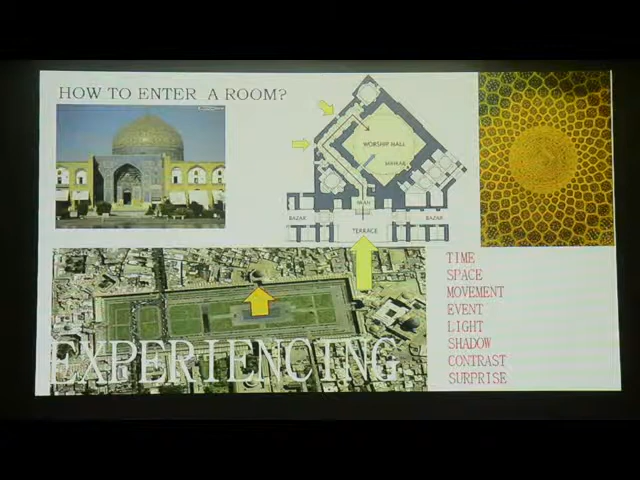 HOW TO ENTER A ROOM?
WORSHIP HALL
MIHRAB
IWAN
BAZAR
BAZAR
TERRACE
TIME
SPACE
MOVEMENT
EVENT
LIGHT
SHADOW
CONTRAST
SURPRISE
EXPERIENCING